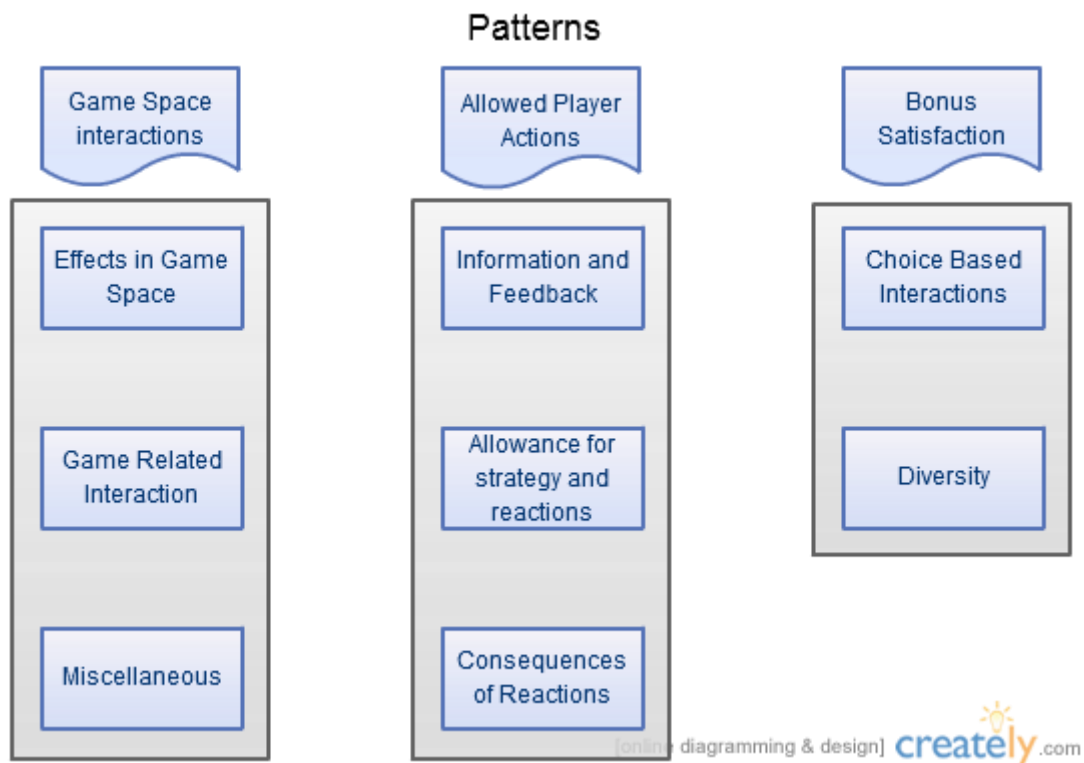 Patterns
Game Space
interactions
Allowed Player
Actions
Bonus
Satisfaction
Effects in Game
Space
Information and
Feedback
Choice Based
Interactions
Game Related
Interaction
Allowance for
strategy and
reactions
Diversity
Miscellaneous
Consequences
of Reactions
[online diagramming & design] creately.com